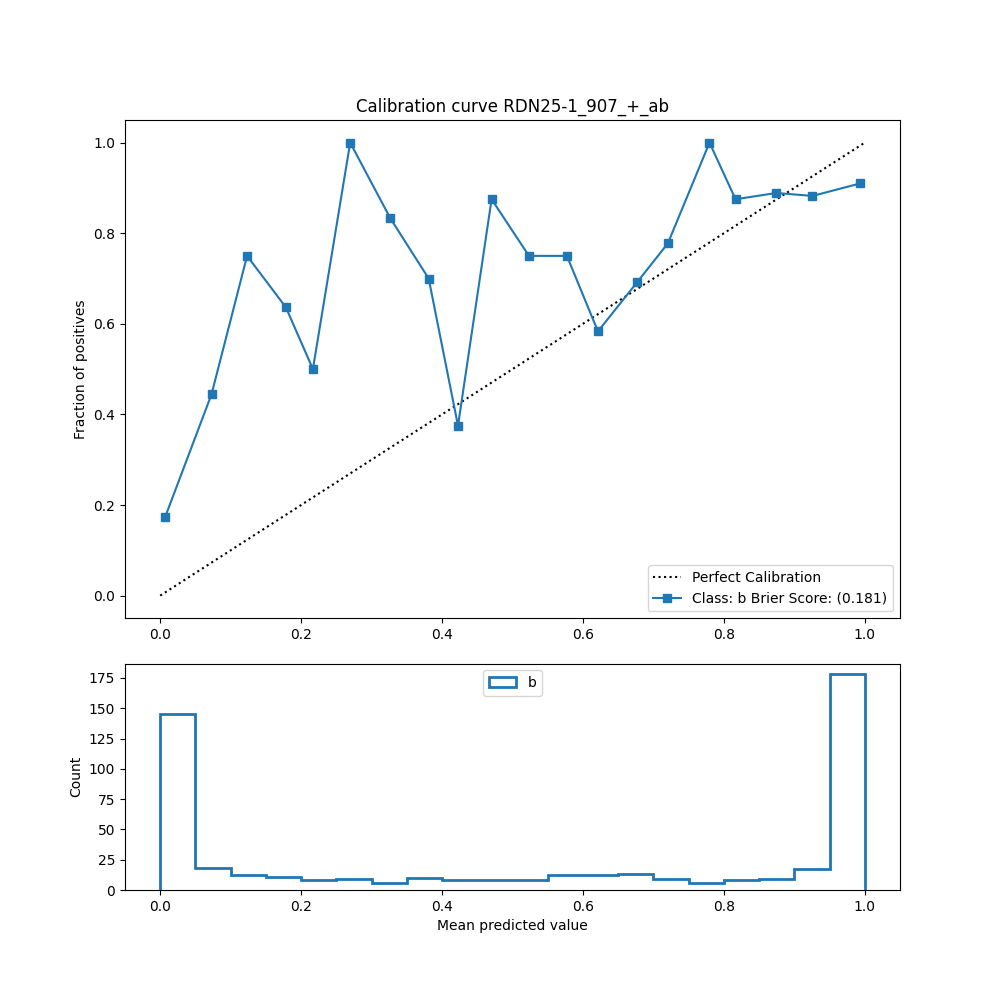 Calibration curve RDN25-1_907_+_ab
1.0
0.8
0.6
0.4
0.2
0.0
Fraction of positives
0.0 0.2 0.4 0.6 0.8 1.0
Perfect Calibration
Class: b Brier Score: (0.181)
175
150
125
100
75
50
25
0
Count
b
0.0 0.2 0.4 0.6 0.8 1.0
Mean predicted value